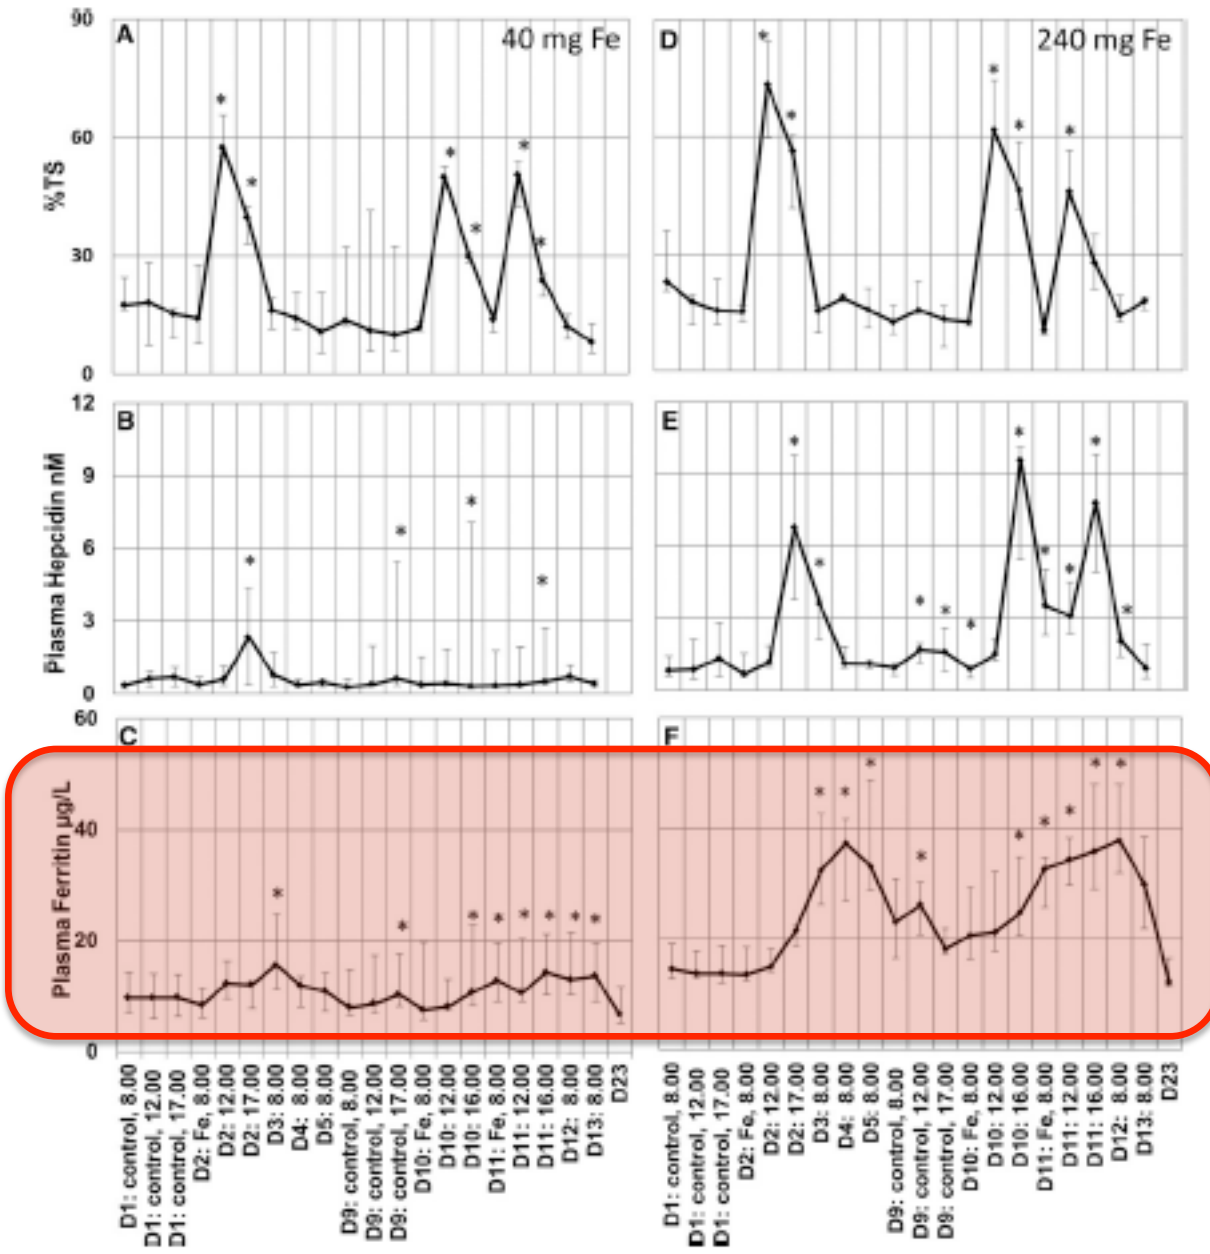 90
A
40 mg Fe
D
240 mg Fe
60
%TS
30
0
12
B
E
9
Plasma Hepcidin nM
6
3
0
60
C
F
Plasma Ferritin µg/L
40
20
0
D1: control, 8.00
D1: control, 12.00
D1: control, 17.00
D2: Fe, 8.00
D2: 12.00
D2: 17.00
D3: 8.00
D4: 8.00
D5: 8.00
D9: control, 8.00
D9: control, 12.00
D9: control, 17.00
D10: Fe, 8.00
D10: 12.00
D10: 16.00
D11: Fe, 8.00
D11: 12.00
D11: 16.00
D12: 8.00
D13: 8.00
D23
D1: control, 8.00
D1: control, 12.00
D1: control, 17.00
D2: Fe, 8.00
D2: 12.00
D2: 17.00
D3: 8.00
D4: 8.00
D5: 8.00
D9: control, 8.00
D9: control, 12.00
D9: control, 17.00
D10: Fe, 8.00
D10: 12.00
D10: 16.00
D11: Fe, 8.00
D11: 12.00
D11: 16.00
D12: 8.00
D13: 8.00
D23